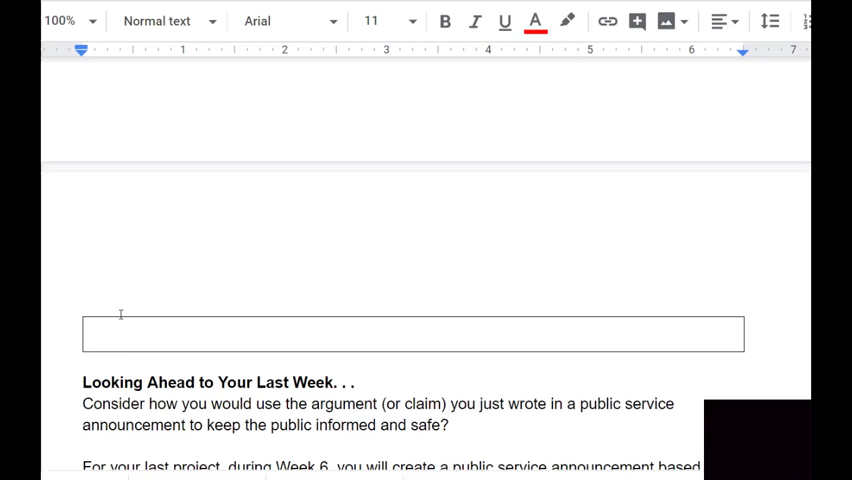 100% Normal text Arial 11 B I U A
1 2 3 4 5 6 7
Looking Ahead to Your Last Week. . .
Consider how you would use the argument (or claim) you just wrote in a public service
announcement to keep the public informed and safe?
For your last project, during Week 6, you will create a public service announcement based